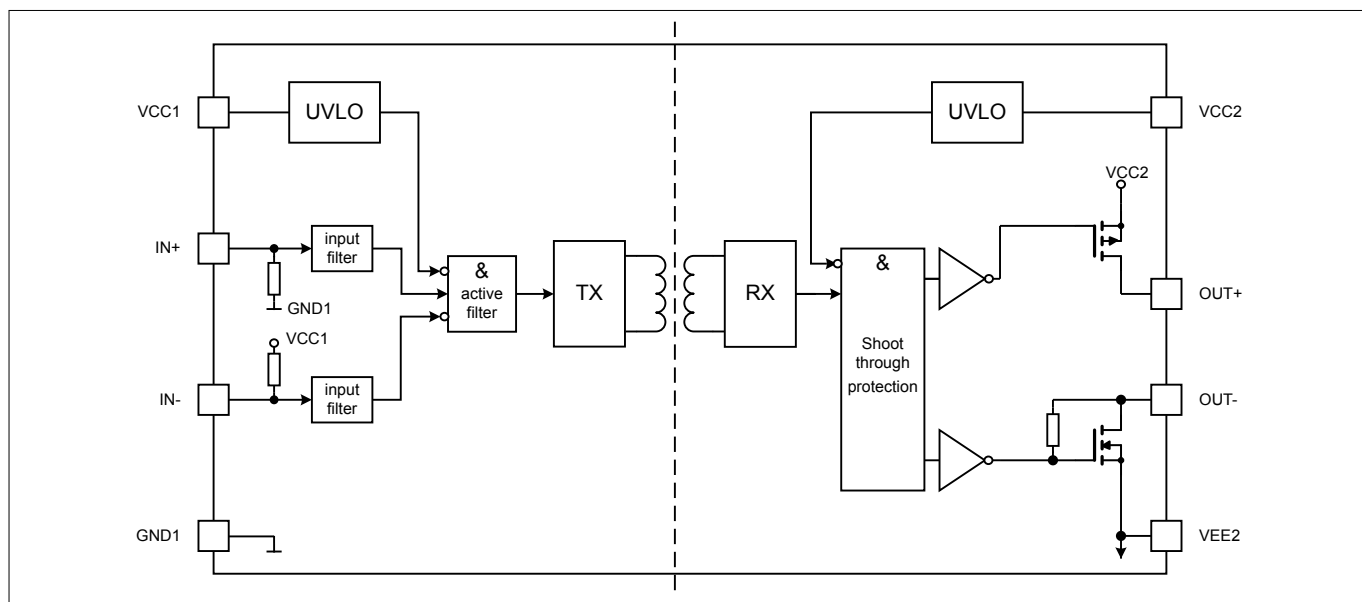 VCC1
UVLO
UVLO
VCC2
VCC2
IN+
input
filter
GND1
&
active
filter
TX
RX
&
Shoot
through
protection
OUT+
VCC1
IN-
input
filter
OUT-
GND1
VEE2